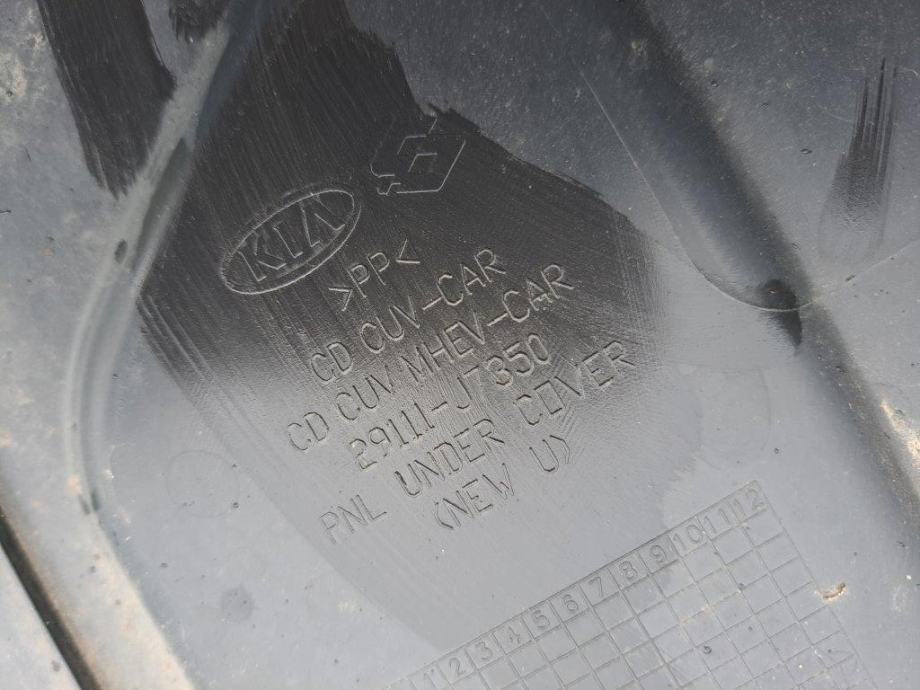 KIA
>PP<
CD CUV-CAR
CD CUV MHEV-CAR
29111-J7350
PNL UNDER COVER
(NEW U)
1 2 3 4 5 6 7 8 9 10 11 12